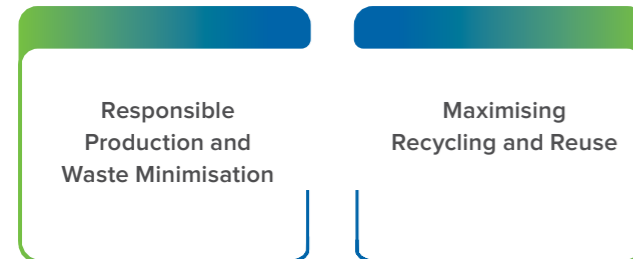 Responsible
Production and
Waste Minimisation
Maximising
Recycling and Reuse